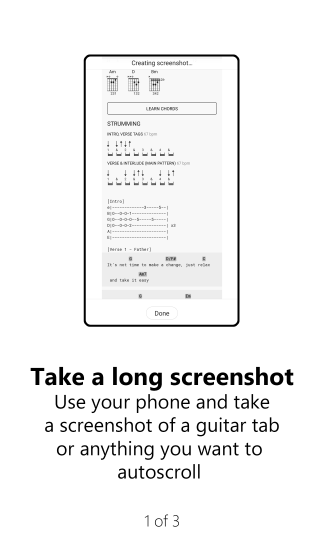 Creating screenshot...
Am D Bm
LEARN CHORDS
STRUMMING
INTRO, VERSE TAGS
VERSE & INTERLUDE (MAIN PATTERN)
[Intro]
[Verse 1 - Father]
G D/F# C
It's not time to make a change, just relax
Am7
and take it easy
G Em
Done
Take a long screenshot
Use your phone and take
a screenshot of a guitar tab
or anything you want to
autoscroll
1 of 3